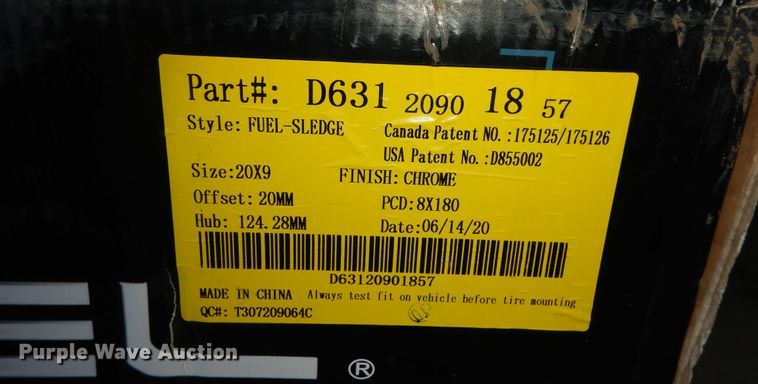 Part#: D631 2090 18 57
Style: FUEL-SLEDGE
Canada Patent NO. :175125/175126
USA Patent No. :D855002
Size:20X9
FINISH: CHROME
Offset: 20MM
PCD: 8X180
Hub: 124.28MM
Date: 06/14/20
D63120901857
MADE IN CHINA Always test fit on vehicle before tire mounting
QC#: T307209064C
EL®
Purple Wave Auction